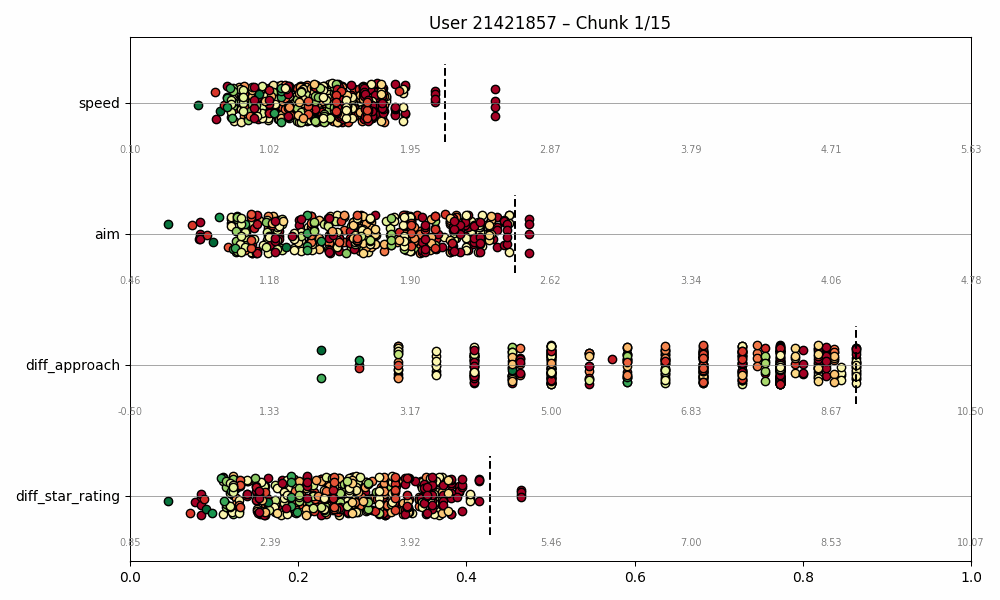 User 21421857 – Chunk 1/15
speed
0.10 1.02 1.95 2.87 3.79 4.71 5.63
aim
0.46 1.18 1.90 2.62 3.34 4.06 4.78
diff_approach
-0.50 1.33 3.17 5.00 6.83 8.67 10.50
diff_star_rating
0.85 2.39 3.92 5.46 7.00 8.53 10.07
0.0 0.2 0.4 0.6 0.8 1.0